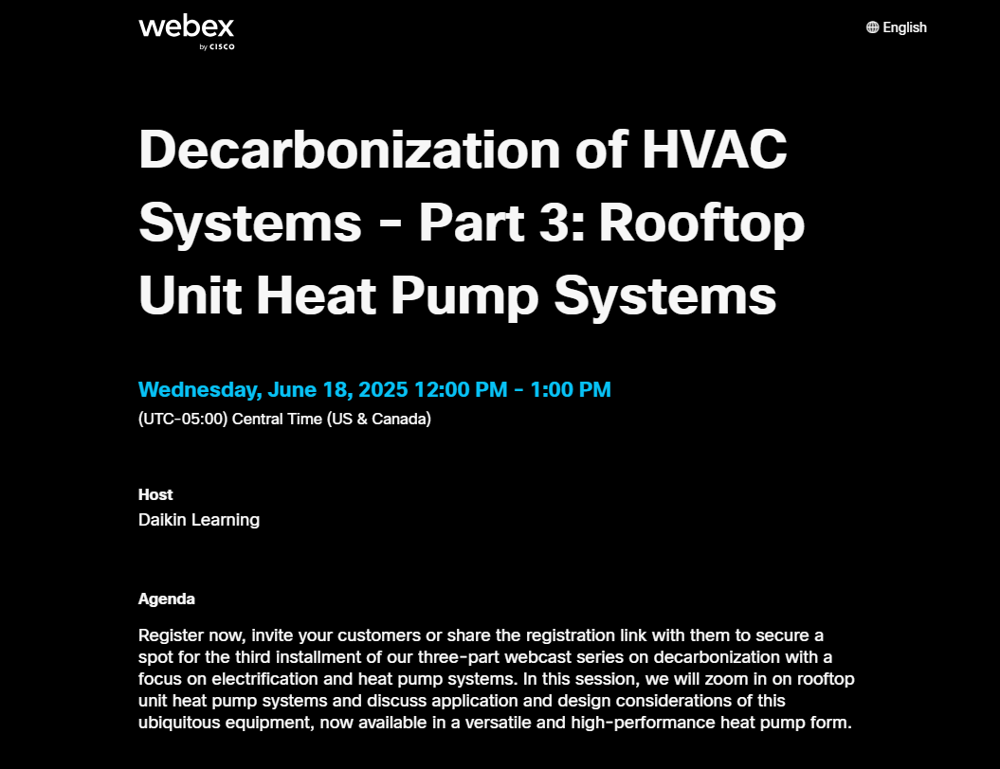 webex
by CISCO
English
Decarbonization of HVAC
Systems - Part 3: Rooftop
Unit Heat Pump Systems
Wednesday, June 18, 2025 12:00 PM - 1:00 PM
(UTC-05:00) Central Time (US & Canada)
Host
Daikin Learning
Agenda
Register now, invite your customers or share the registration link with them to secure a
spot for the third installment of our three-part webcast series on decarbonization with a
focus on electrification and heat pump systems. In this session, we will zoom in on rooftop
unit heat pump systems and discuss application and design considerations of this
ubiquitous equipment, now available in a versatile and high-performance heat pump form.